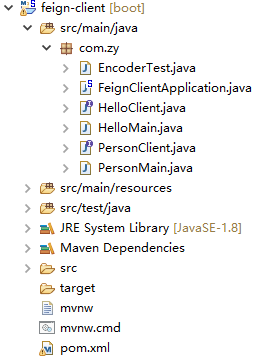 feign-client [boot]
src/main/java
com.zy
EncoderTest.java
FeignClientApplication.java
HelloClient.java
HelloMain.java
PersonClient.java
PersonMain.java
src/main/resources
src/test/java
JRE System Library [JavaSE-1.8]
Maven Dependencies
src
target
mvnw
mvnw.cmd
pom.xml